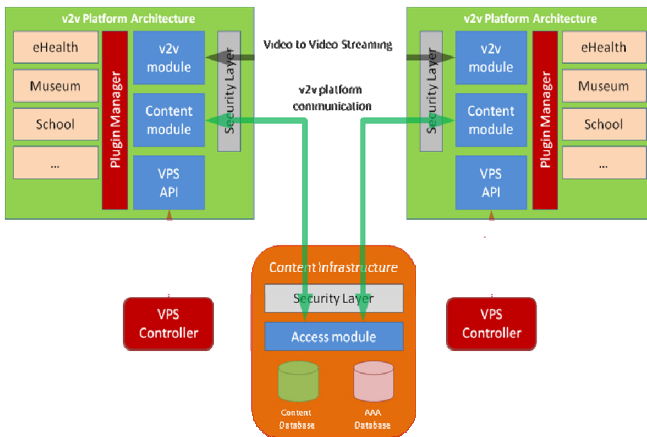 v2v Platform Architecture
eHealth
Museum
School
...
Plugin Manager
v2v
module
Content
module
VPS
API
Security Layer
Video to Video Streaming
v2v platform
communication
v2v Platform Architecture
Security Layer
v2v
module
Content
module
VPS
API
Plugin Manager
eHealth
Museum
School
...
VPS
Controller
Content Infrastructure
Security Layer
Access module
Content
Database
AAA
Database
VPS
Controller